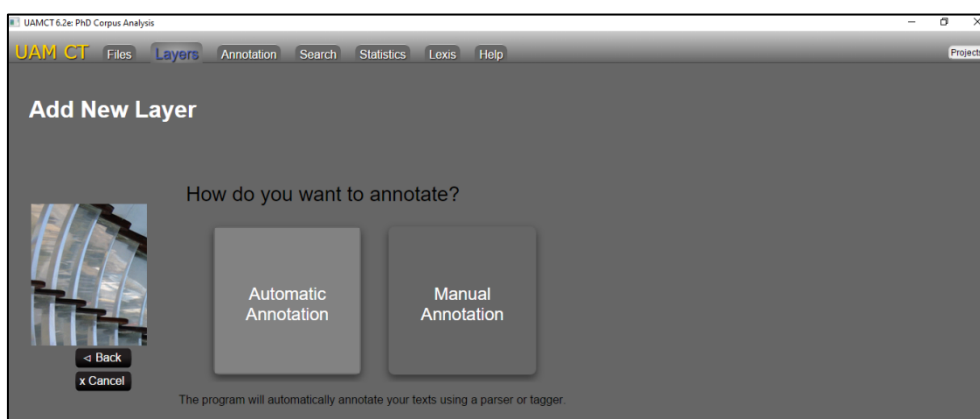 UAMCT 6.2e: PhD Corpus Analysis
UAM CT Files Layers Annotation Search Statistics Lexis Help Projects
Add New Layer
How do you want to annotate?
Automatic
Annotation
Manual
Annotation
◁ Back
x Cancel
The program will automatically annotate your texts using a parser or tagger.